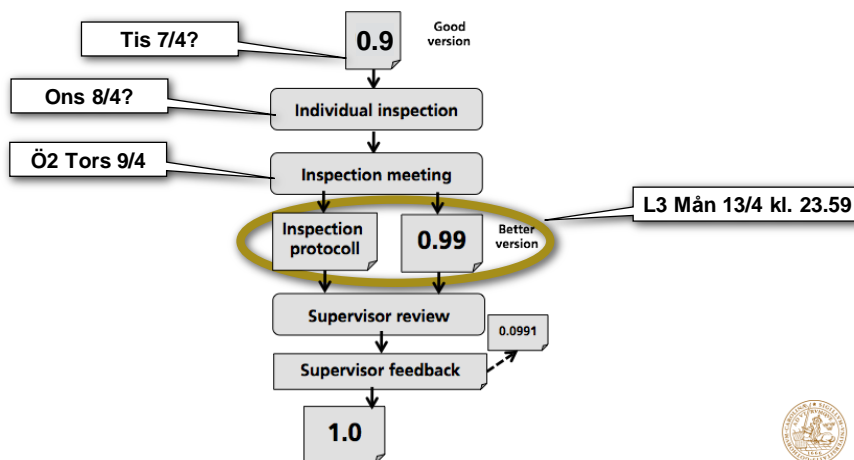 Tis 7/4?
0.9
Good
version
Ons 8/4?
Individual inspection
Ö2 Tors 9/4
Inspection meeting
L3 Mån 13/4 kl. 23.59
Inspection
protocoll
0.99
Better
version
Supervisor review
0.0991
Supervisor feedback
1.0